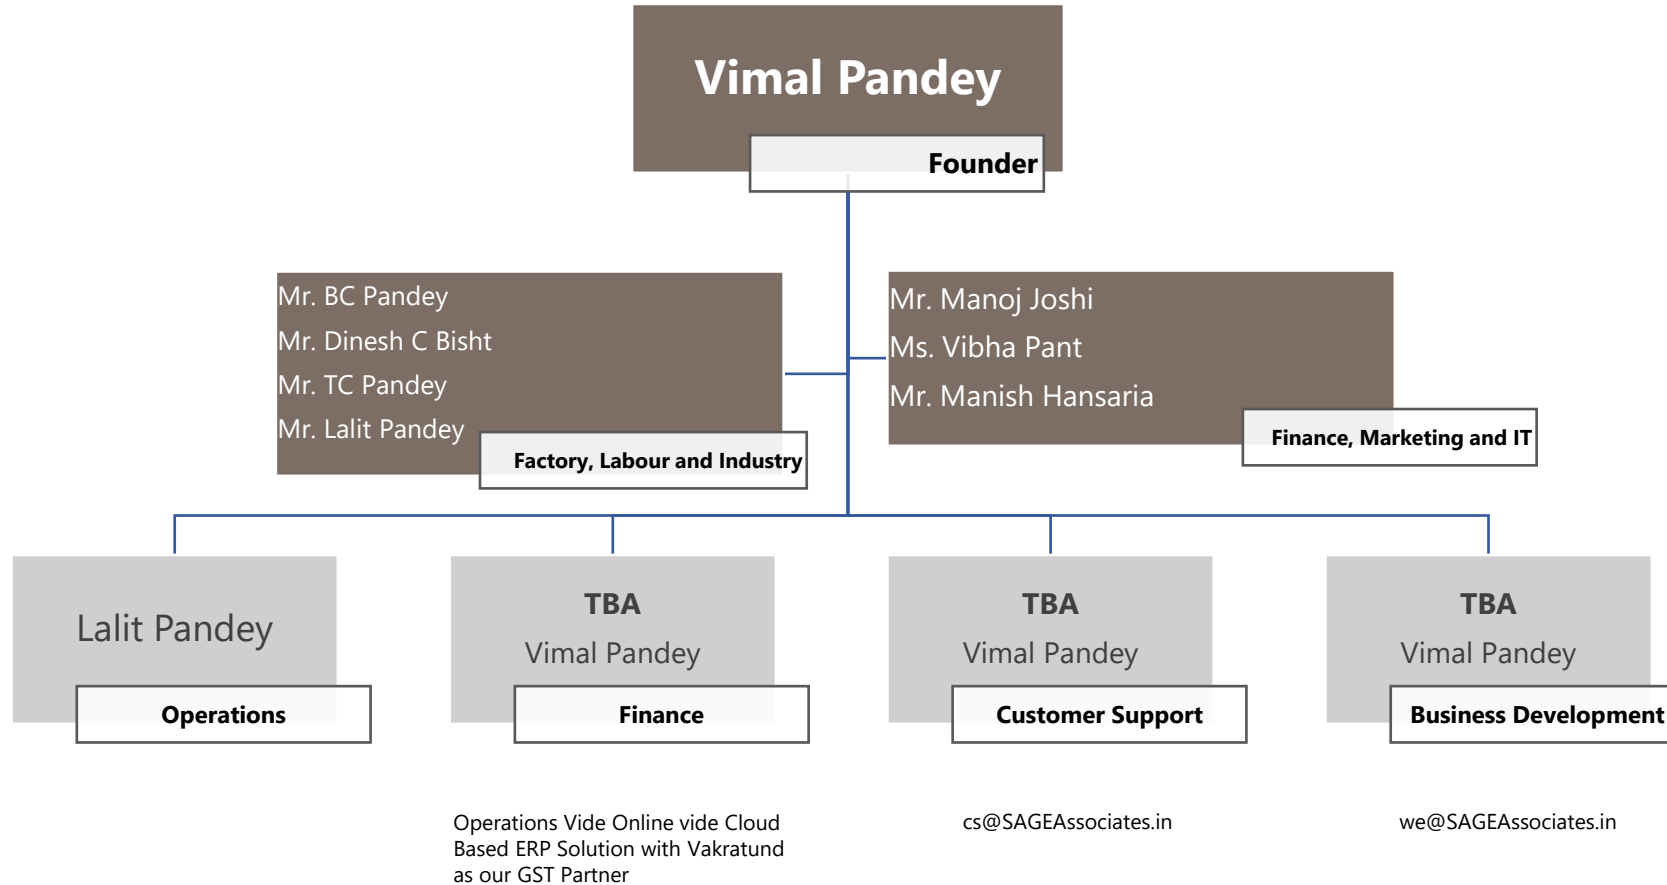 Vimal Pandey
Founder
Mr. BC Pandey
Mr. Dinesh C Bisht
Mr. TC Pandey
Mr. Lalit Pandey
Factory, Labour and Industry
Mr. Manoj Joshi
Ms. Vibha Pant
Mr. Manish Hansaria
Finance, Marketing and IT
Lalit Pandey
Operations
TBA
Vimal Pandey
Finance
TBA
Vimal Pandey
Customer Support
TBA
Vimal Pandey
Business Development
Operations Vide Online vide Cloud
Based ERP Solution with Vakratund
as our GST Partner
cs@SAGEAssociates.in
we@SAGEAssociates.in